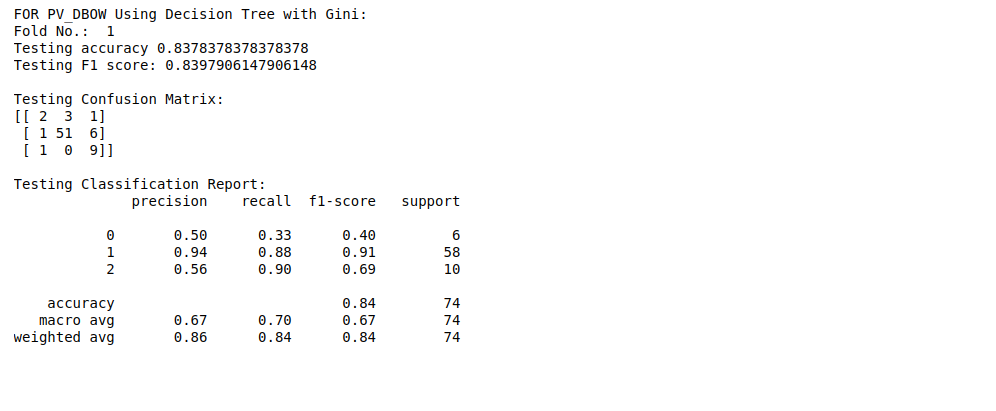 FOR PV_DBOW Using Decision Tree with Gini:
Fold No.:  1
Testing accuracy 0.8378378378378378
Testing F1 score: 0.8397906147906148

Testing Confusion Matrix:
[[ 2  3  1]
 [ 1 51  6]
 [ 1  0  9]]

Testing Classification Report:
              precision    recall  f1-score   support

           0       0.50      0.33      0.40         6
           1       0.94      0.88      0.91        58
           2       0.56      0.90      0.69        10

    accuracy                           0.84        74
   macro avg       0.67      0.70      0.67        74
weighted avg       0.86      0.84      0.84        74